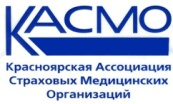 КАСМО
Красноярская Ассоциация
Страховых Медицинских
Организаций